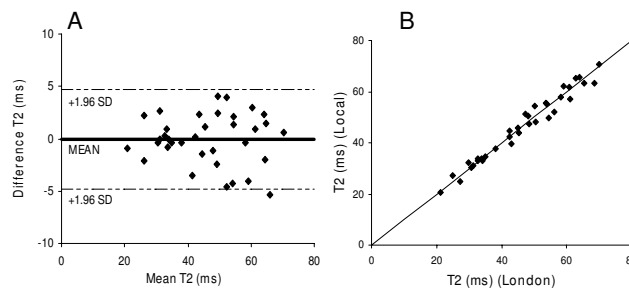 A
B
10
5
0
-5
-10
+1.96 SD
MEAN
+1.96 SD
0
20
40
60
80
Mean T2 (ms)
Difference T2 (ms)
80
60
40
20
0
0
20
40
60
80
T2 (ms) (London)
T2 (ms) (Local)